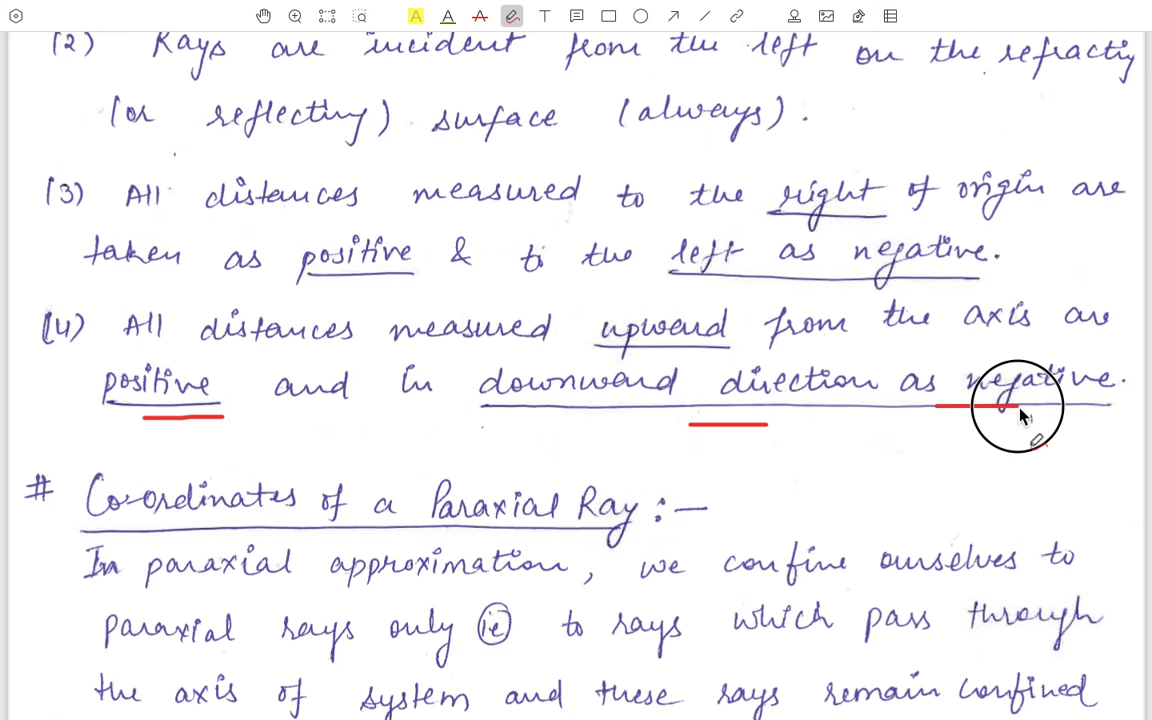 (2) Rays are incident from the left on the refracting
(or reflecting) surface (always).
(3) All distances measured to the right of origin are
taken as positive & to the left as negative.
(4) All distances measured upward from the axis are
positive and in downward direction as negative.
# Co-ordinates of a Paraxial Ray :-
In paraxial approximation, we confine ourselves to
paraxial rays only ie to rays which pass through
the axis of system and these rays remain confined